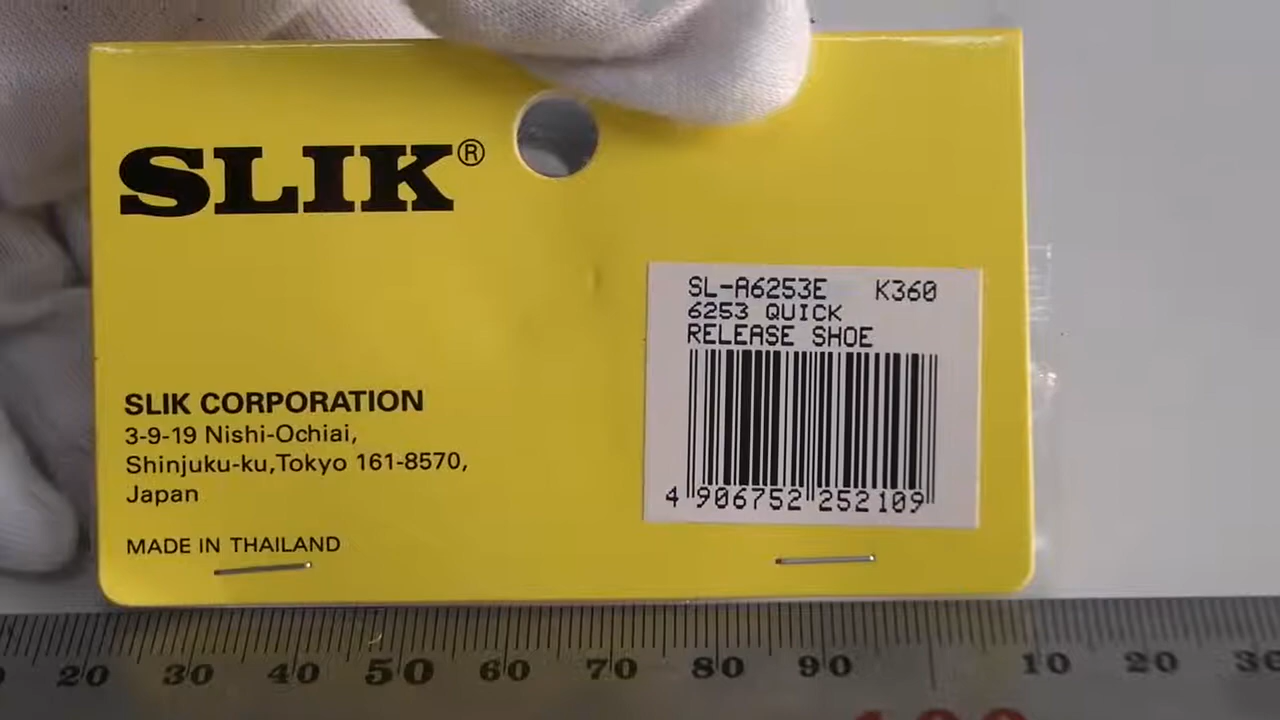 SLIK®
SL-A6253E K360
6253 QUICK
RELEASE SHOE
4 906752 252109
SLIK CORPORATION
3-9-19 Nishi-Ochiai,
Shinjuku-ku,Tokyo 161-8570,
Japan
MADE IN THAILAND
20 30 40 50 60 70 80 90 10 20